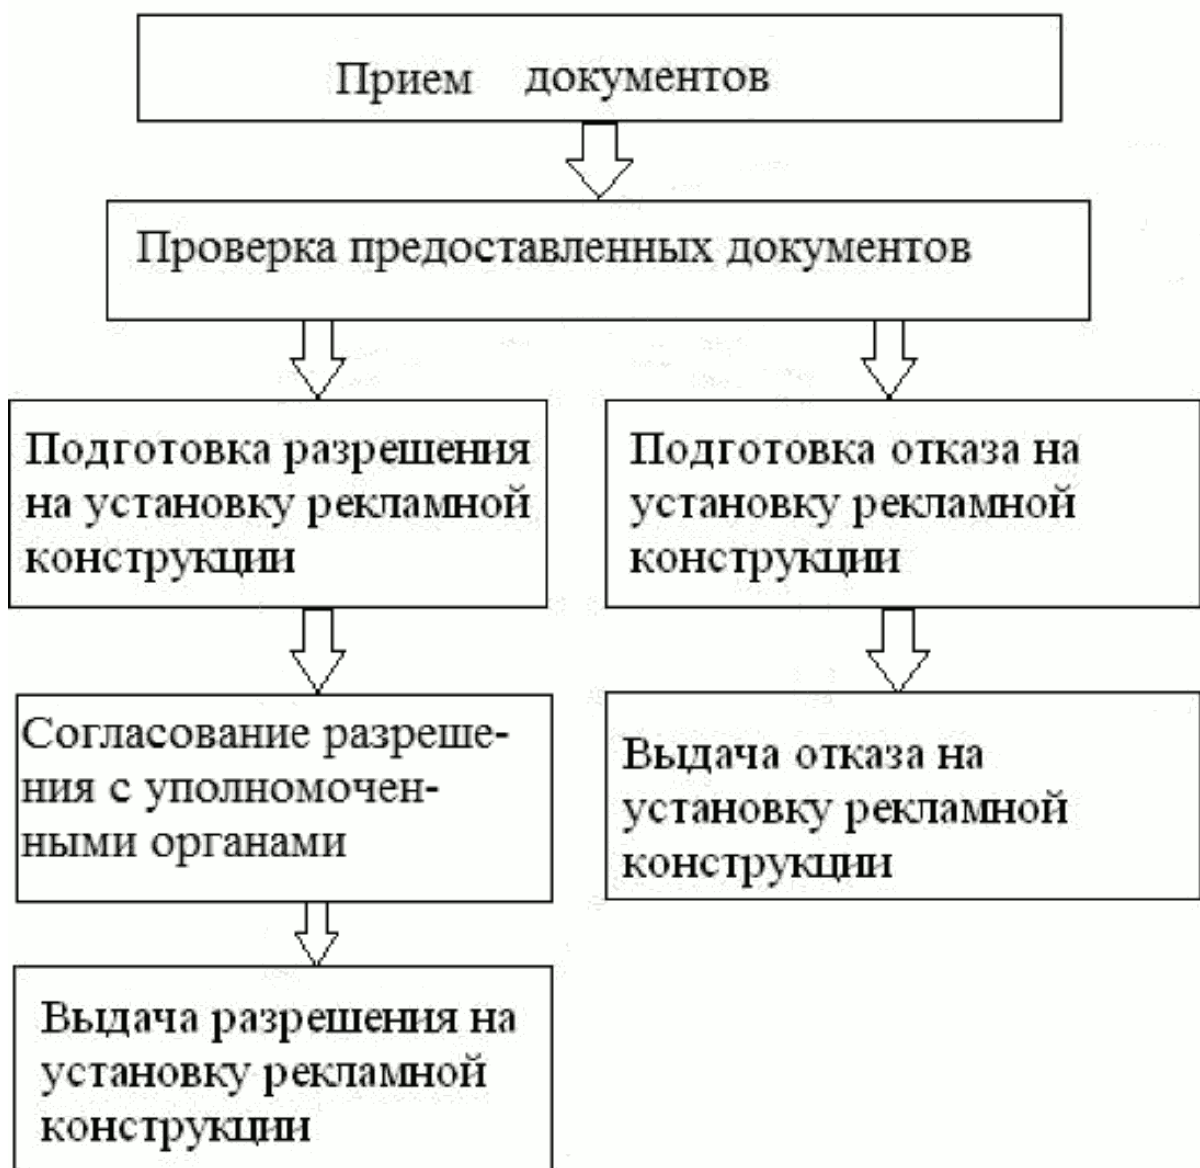 Прием документов
Проверка предоставленных документов
Подготовка разрешения
на установку рекламной
конструкции
Подготовка отказа на
установку рекламной
конструкции
Согласование разреше-
ния с уполномочен-
ными органами
Выдача отказа на
установку рекламной
конструкции
Выдача разрешения на
установку рекламной
конструкции